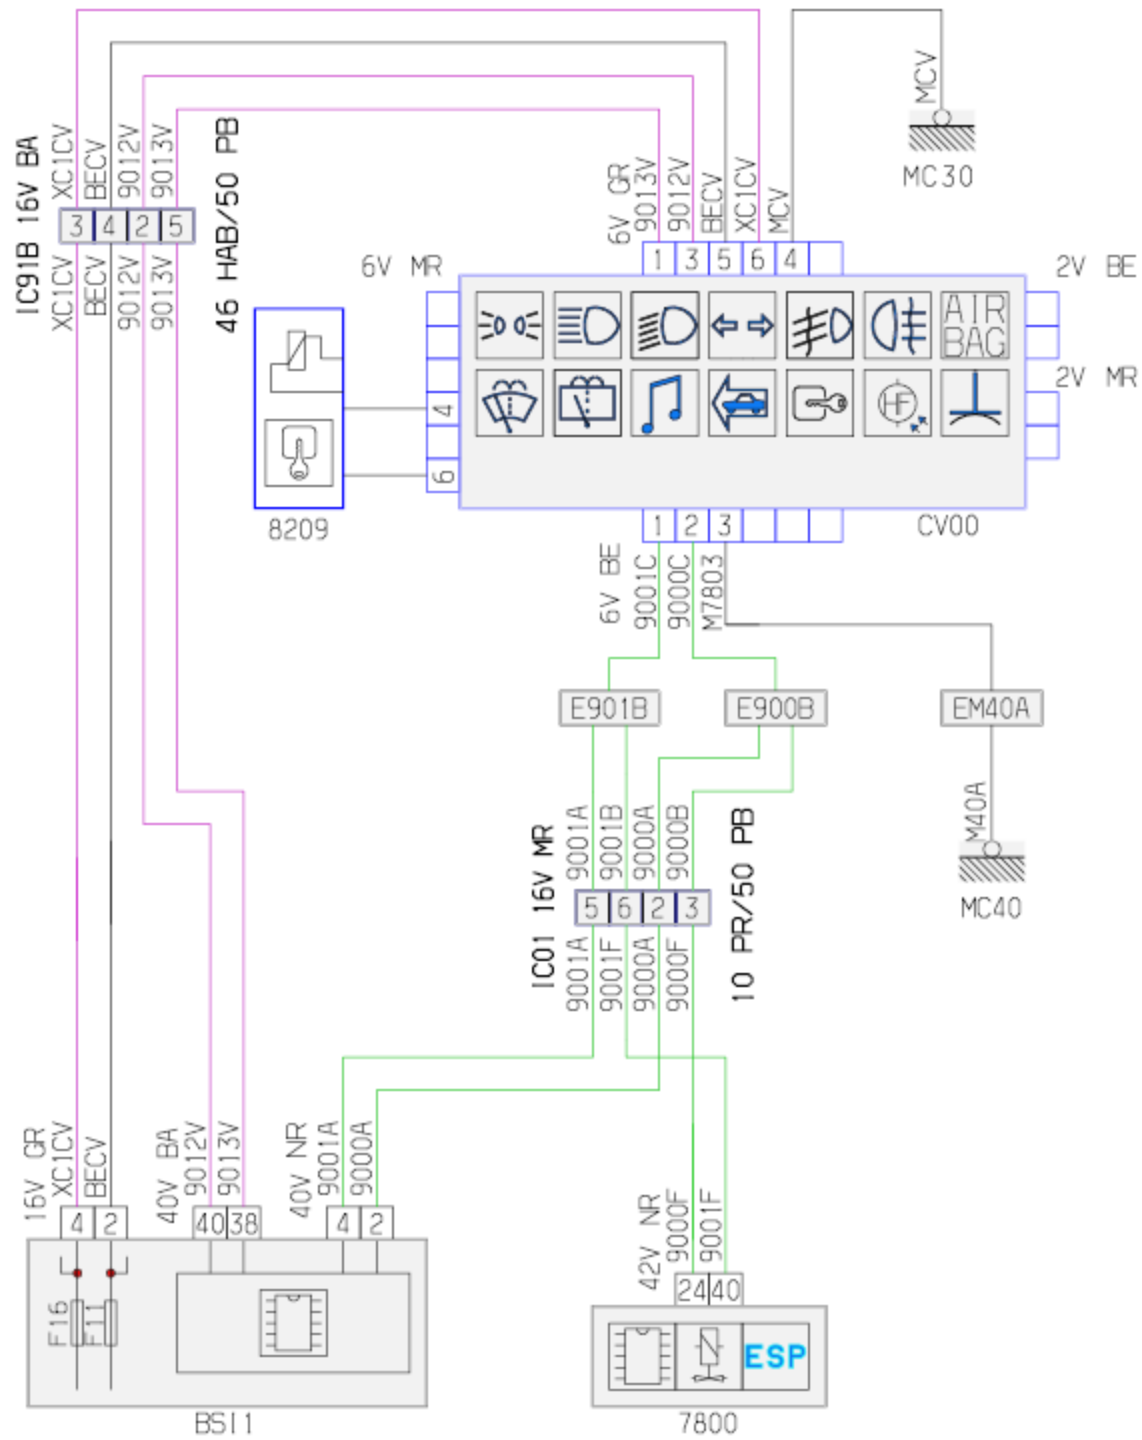 MCV
MC30
IC91B 16V BA
XC1CV
BECV
9012V
9013V
46 HAB/50 PB
3 4 2 5
XC1CV
BECV
9012V
9013V
6V GR
9013V
9012V
BECV
XC1CV
MCV
1 3 5 6 4
6V MR
2V BE
AIR
BAG
2V MR
4
HF
6
8209
CV00
1 2 3
6V BE
9001C
9000C
M7803
E901B
E900B
EM40A
IC01 16V MR
9001A
9001B
9000A
9000B
10 PR/50 PB
M40A
MC40
5 6 2 3
9001A
9001F
9000A
9000F
16V GR
XC1CV
BECV
40V BA
9012V
9013V
40V NR
9001A
9000A
42V NR
9000F
9001F
4 2
40 38
4 2
24 40
F16
F11
ESP
BSI1
7800